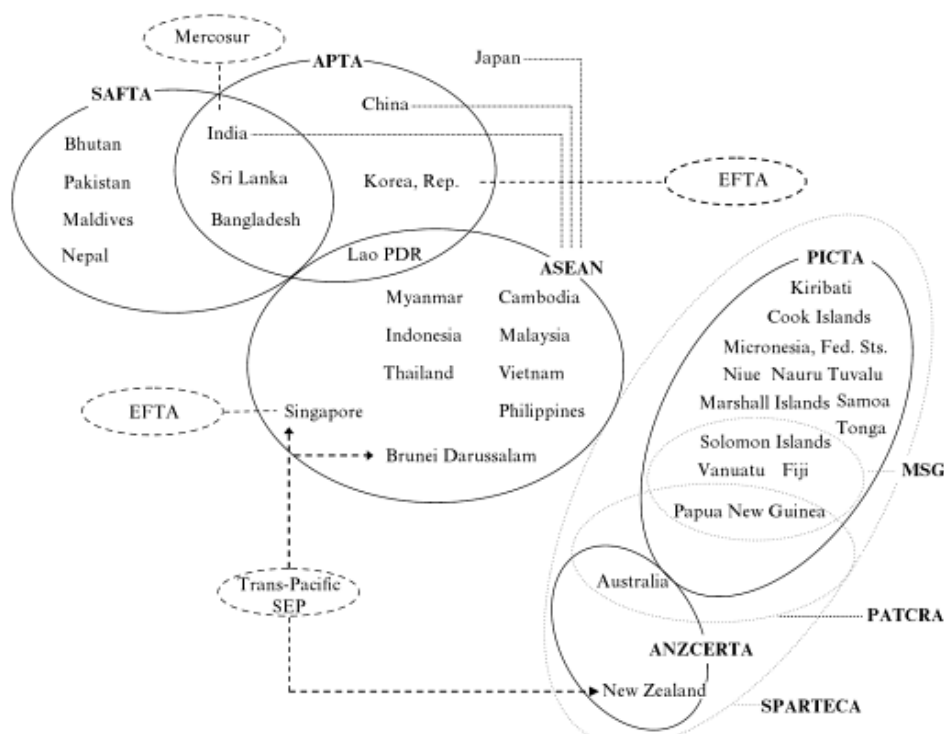 Mercosur
APTA
Japan
SAFTA
China
India
Bhutan
Pakistan
Sri Lanka
Korea, Rep.
EFTA
Maldives
Bangladesh
Nepal
Lao PDR
ASEAN
PICTA
Kiribati
Myanmar
Cambodia
Cook Islands
Indonesia
Malaysia
Micronesia, Fed. Sts.
Thailand
Vietnam
Niue Nauru Tuvalu
EFTA
Singapore
Philippines
Marshall Islands Samoa
Tonga
Solomon Islands
Brunei Darussalam
Vanuatu Fiji
MSG
Papua New Guinea
Trans-Pacific
SEP
Australia
PATCRA
ANZCERTA
New Zealand
SPARTECA